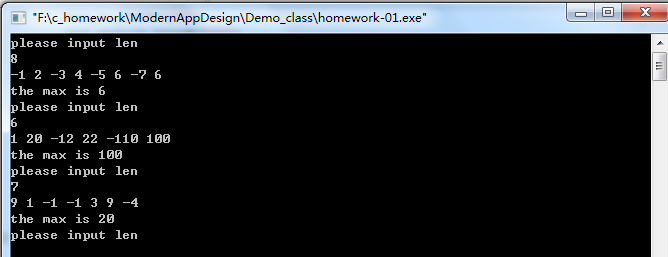 "F:\c_homework\ModernAppDesign\Demo_class\homework-01.exe"
please input len
8
-1 2 -3 4 -5 6 -7 6
the max is 6
please input len
6
1 20 -12 22 -110 100
the max is 100
please input len
7
9 1 -1 -1 3 9 -4
the max is 20
please input len